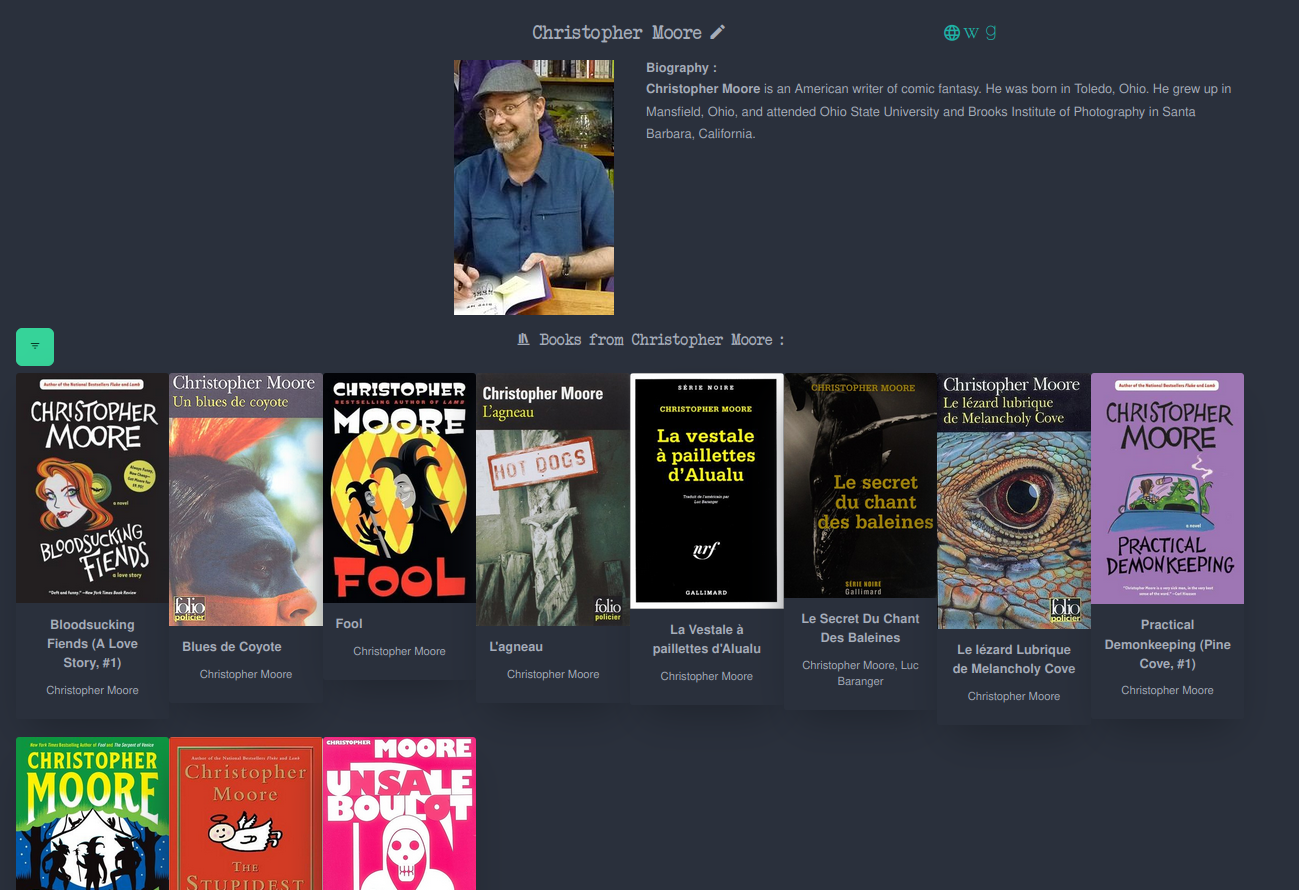 Christopher Moore
W g
Biography :
Christopher Moore is an American writer of comic fantasy. He was born in Toledo, Ohio. He grew up in
Mansfield, Ohio, and attended Ohio State University and Brooks Institute of Photography in Santa
Barbara, California.
Books from Christopher Moore :
Author of the National Bestsellers Fluke and Lamb
CHRISTOPHER
MOORE
a novel
BLOODSUCKING
FIENDS
a love story
Bloodsucking
Fiends (A Love
Story, #1)
Christopher Moore
Christopher Moore
Un blues de coyote
folio
policier
Blues de Coyote
Christopher Moore
CHRISTOPHER
BESTSELLING AUTHOR OF LAMB
MOORE
FOOL
Fool
Christopher Moore
Christopher Moore
L'agneau
HOT DOGS
folio
policier
L'agneau
Christopher Moore
SÉRIE NOIRE
CHRISTOPHER MOORE
La vestale
à paillettes
d'Alualu
Traduit de l'américain par
Luc Baranger
nrf
GALLIMARD
La Vestale à
paillettes d'Alualu
Christopher Moore
CHRISTOPHER MOORE
Le secret
du chant
des baleines
SÉRIE NOIRE
Gallimard
Le Secret Du Chant
Des Baleines
Christopher Moore, Luc
Baranger
Christopher Moore
Le lézard lubrique
de Melancholy Cove
folio
policier
Le lézard Lubrique
de Melancholy Cove
Christopher Moore
Author of the National Bestsellers Fluke and Lamb
CHRISTOPHER
MOORE
a novel
PRACTICAL
DEMONKEEPING
Practical
Demonkeeping (Pine
Cove, #1)
Christopher Moore
New York Times Bestselling Author of Fool and The Serpent of Venice
CHRISTOPHER
MOORE
Author of the National Bestsellers Fluke and Lamb
Christopher
Moore
THE
STUPIDEST
CHRISTOPHER MOORE
UN SALE
BOULOT